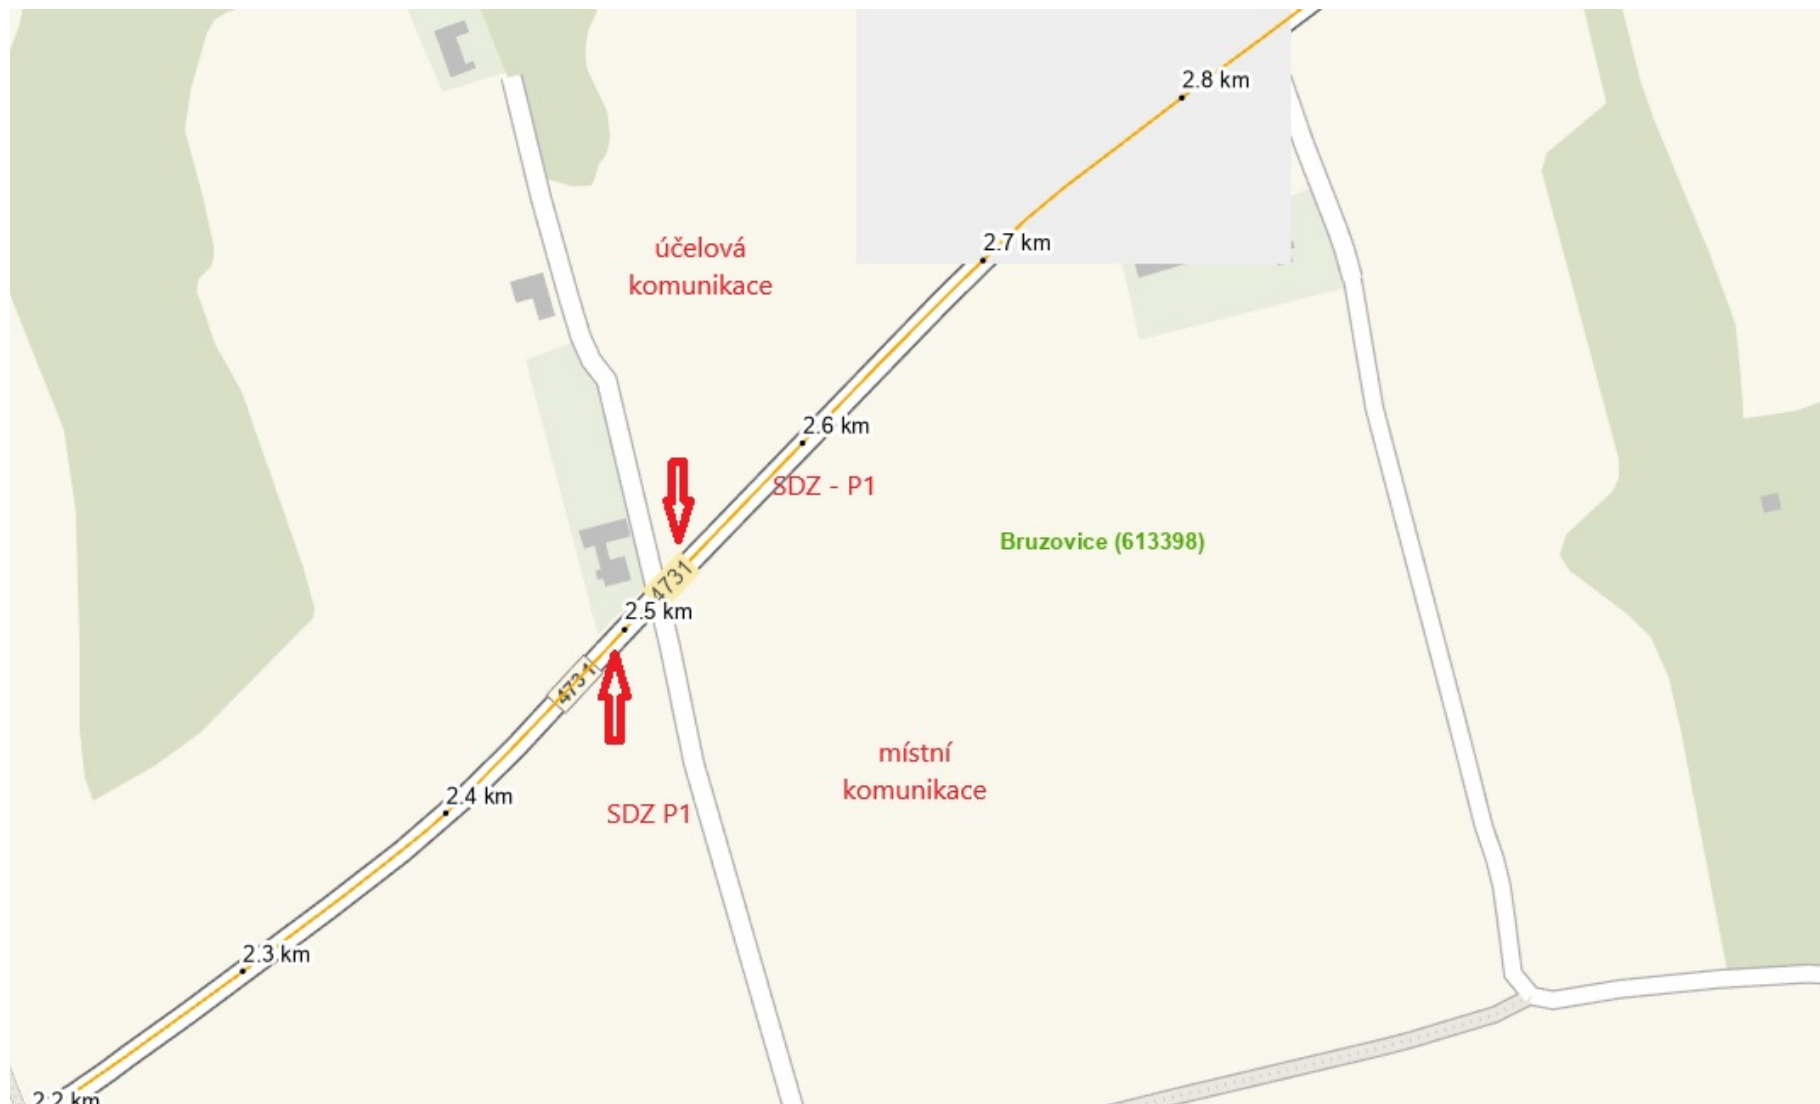 2.8 km
2.7 km
účelová
komunikace
2.6 km
SDZ - P1
Bruzovice (613398)
4731
2.5 km
4731
místní
komunikace
2.4 km
SDZ P1
2.3 km
2.2 km